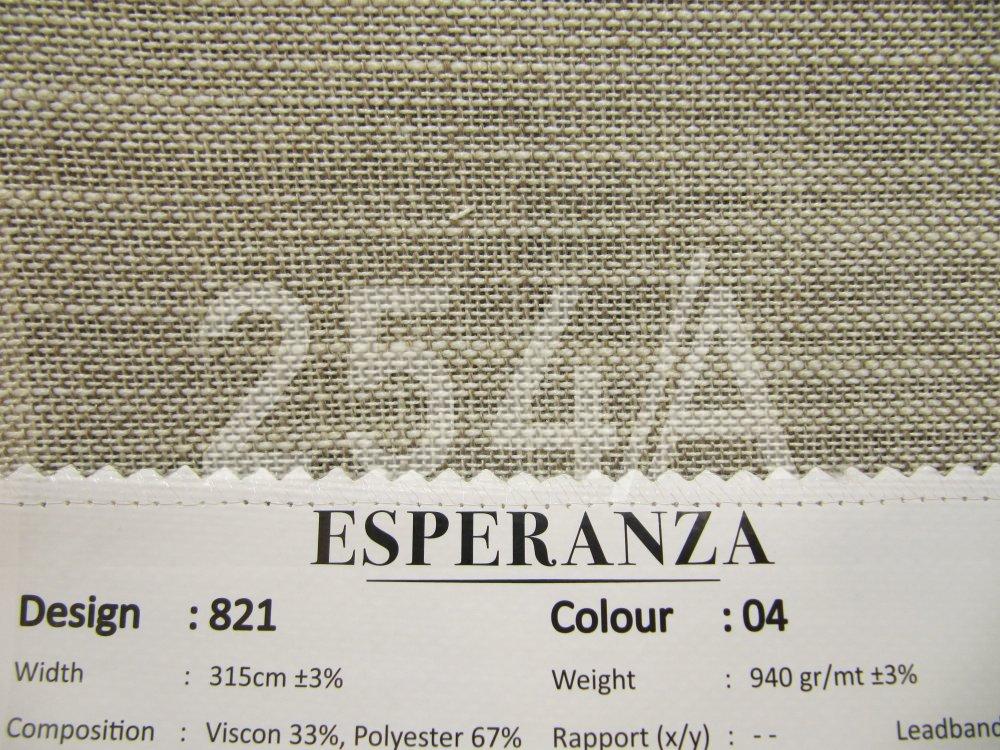 254/A
ESPERANZA
Design : 821 Colour : 04
Width : 315cm ±3% Weight : 940 gr/mt ±3%
Composition : Viscon 33%, Polyester 67% Rapport (x/y) : -- Leadband